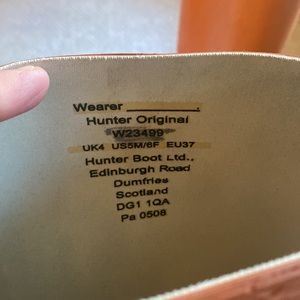 Wearer ____________.
Hunter Original
W23499
UK4 US5M/6F EU37
Hunter Boot Ltd.,
Edinburgh Road
Dumfries
Scotland
DG1 1QA
Pa 0508